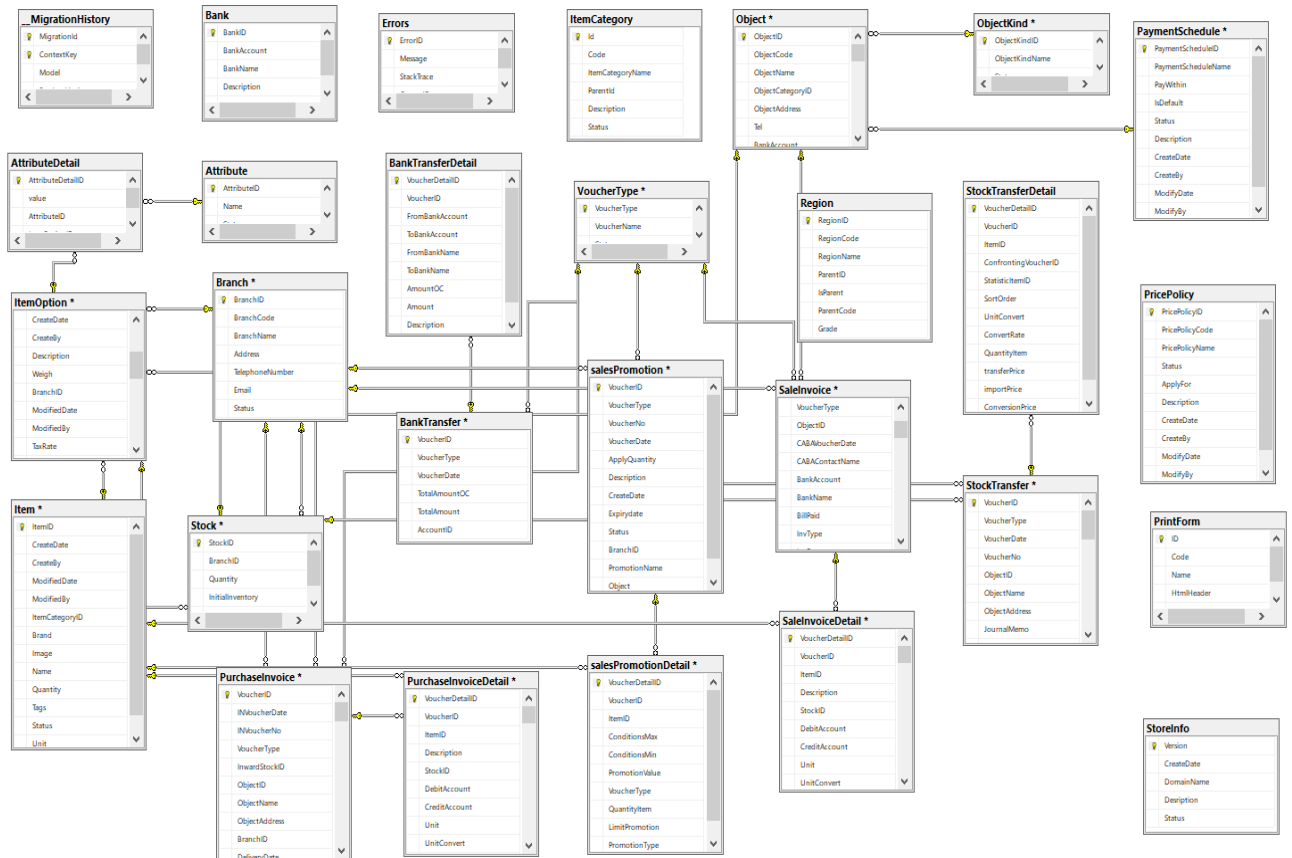 __MigrationHistory
MigrationId
ContextKey
Model
Bank
BankID
BankAccount
BankName
Description
Errors
ErrorID
Message
StackTrace
ItemCategory
Id
Code
ItemCategoryName
ParentId
Description
Status
Object *
ObjectID
ObjectCode
ObjectName
ObjectCategoryID
ObjectAddress
Tel
BankAccount
ObjectKind *
ObjectKindID
ObjectKindName
PaymentSchedule *
PaymentScheduleID
PaymentScheduleName
PayWithin
IsDefault
Status
Description
CreateDate
CreateBy
ModifyDate
ModifyBy
AttributeDetail
AttributeDetailID
value
AttributeID
Attribute
AttributeID
Name
BankTransferDetail
VoucherDetailID
VoucherID
FromBankAccount
ToBankAccount
FromBankName
ToBankName
AmountOC
Amount
Description
VoucherType *
VoucherType
VoucherName
Region
RegionID
RegionCode
RegionName
ParentID
IsParent
ParentCode
Grade
StockTransferDetail
VoucherDetailID
VoucherID
ItemID
ConfrontingVoucherID
StatisticItemID
SortOrder
UnitConvert
ConvertRate
QuantityItem
transferPrice
importPrice
ConversionPrice
PricePolicy
PricePolicyID
PricePolicyCode
PricePolicyName
Status
ApplyFor
Description
CreateDate
CreateBy
ModifyDate
ModifyBy
ItemOption *
CreateDate
CreateBy
Description
Weigh
BranchID
ModifiedDate
ModifiedBy
TaxRate
Branch *
BranchID
BranchCode
BranchName
Address
TelephoneNumber
Email
Status
BankTransfer *
VoucherID
VoucherType
VoucherDate
TotalAmountOC
TotalAmount
AccountID
salesPromotion *
VoucherID
VoucherType
VoucherNo
VoucherDate
ApplyQuantity
Description
CreateDate
Expirydate
Status
BranchID
PromotionName
Object
SaleInvoice *
VoucherType
ObjectID
CABAVoucherDate
CABAContactName
BankAccount
BankName
BillPaid
InvType
StockTransfer *
VoucherID
VoucherType
VoucherDate
VoucherNo
ObjectID
ObjectName
ObjectAddress
JournalMemo
PrintForm
ID
Code
Name
HtmlHeader
Item *
ItemID
CreateDate
CreateBy
ModifiedDate
ModifiedBy
ItemCategoryID
Brand
Image
Name
Quantity
Tags
Status
Unit
Stock *
StockID
BranchID
Quantity
InitialInventory
PurchaseInvoice *
VoucherID
INVoucherDate
INVoucherNo
VoucherType
InwardStockID
ObjectID
ObjectName
ObjectAddress
BranchID
DeliveryDate
PurchaseInvoiceDetail *
VoucherDetailID
VoucherID
ItemID
Description
StockID
DebitAccount
CreditAccount
Unit
UnitConvert
salesPromotionDetail *
VoucherDetailID
VoucherID
ItemID
ConditionsMax
ConditionsMin
PromotionValue
VoucherType
QuantityItem
LimitPromotion
PromotionType
SaleInvoiceDetail *
VoucherDetailID
VoucherID
ItemID
Description
StockID
DebitAccount
CreditAccount
Unit
UnitConvert
StoreInfo
Version
CreateDate
DomainName
Desription
Status